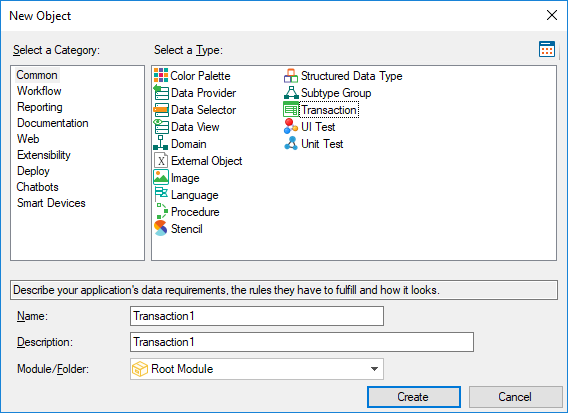 New Object
Select a Category:
Select a Type:
Common
Workflow
Reporting
Documentation
Web
Extensibility
Deploy
Chatbots
Smart Devices
Color Palette
Data Provider
Data Selector
Data View
Domain
External Object
Image
Language
Procedure
Stencil
Structured Data Type
Subtype Group
Transaction
UI Test
Unit Test
Describe your application's data requirements, the rules they have to fulfill and how it looks.
Name:
Transaction1
Description:
Transaction1
Module/Folder:
Root Module
Create
Cancel